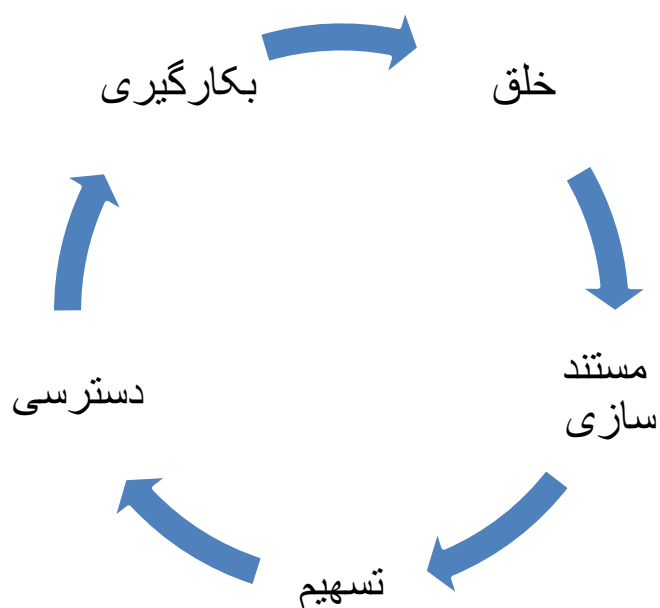 خلق
مستند
سازی
تسهیم
دسترسی
بکارگیری